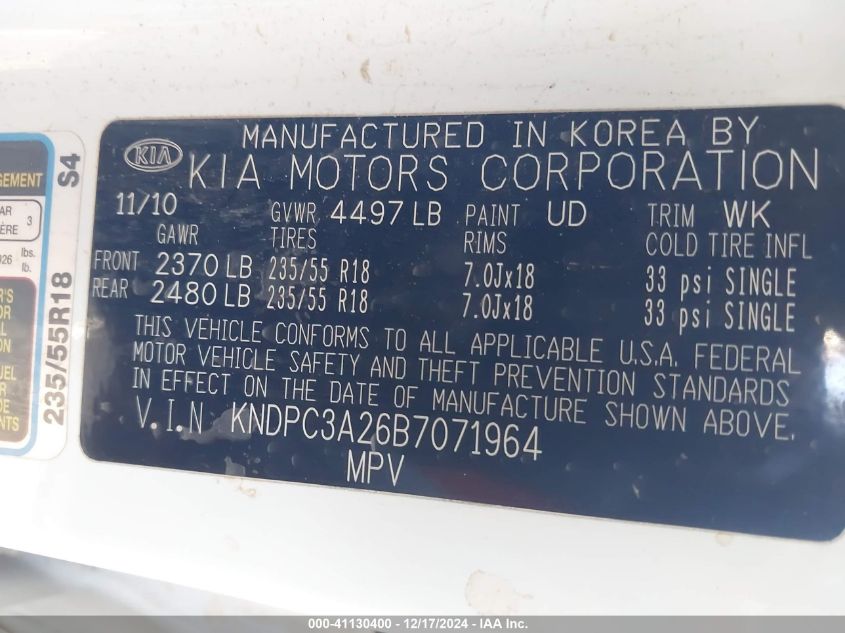 MANUFACTURED IN KOREA BY
KIA KIA MOTORS CORPORATION
11/10 GVWR 4497 LB PAINT UD TRIM WK
GAWR TIRES RIMS COLD TIRE INFL
FRONT 2370 LB 235/55 R18 7.0Jx18 33 psi SINGLE
REAR 2480 LB 235/55 R18 7.0Jx18 33 psi SINGLE
THIS VEHICLE CONFORMS TO ALL APPLICABLE U.S.A. FEDERAL
MOTOR VEHICLE SAFETY AND THEFT PREVENTION STANDARDS
IN EFFECT ON THE DATE OF MANUFACTURE SHOWN ABOVE.
V.I.N KNDPC3A26B7071964
MPV
235/55R18 S4
3
lbs.
lb.
000-41130400 - 12/17/2024 - IAA Inc.